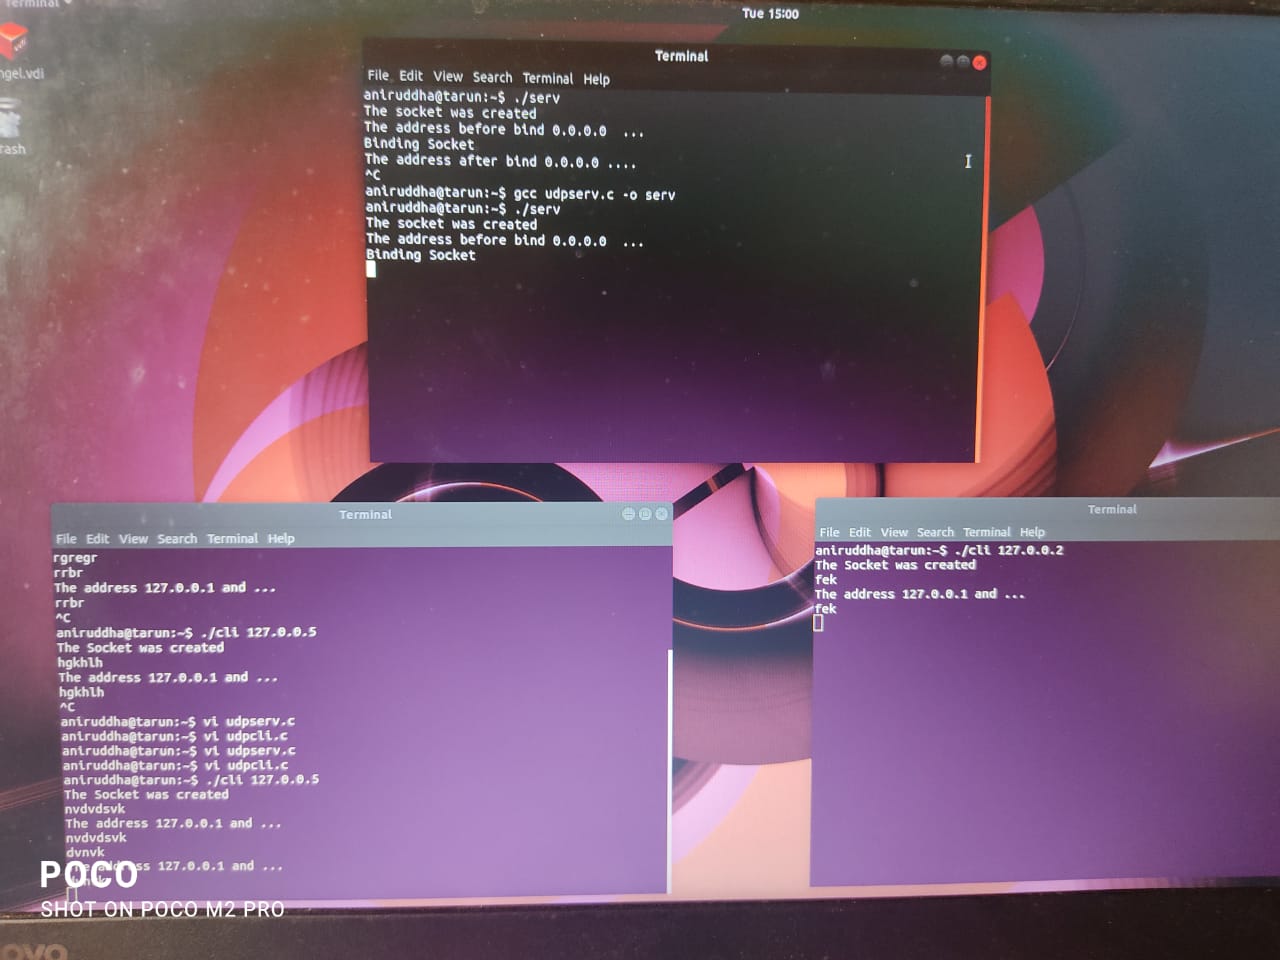 Terminal
Tue 15:00
ngel.vdi
rash
Terminal
File Edit View Search Terminal Help
aniruddha@tarun:~$ ./serv
The socket was created
The address before bind 0.0.0.0 ...
Binding Socket
The address after bind 0.0.0.0 ....
^C
aniruddha@tarun:~$ gcc udpserv.c -o serv
aniruddha@tarun:~$ ./serv
The socket was created
The address before bind 0.0.0.0 ...
Binding Socket
Terminal
File Edit View Search Terminal Help
rgregr
rrbr
The address 127.0.0.1 and ...
rrbr
^C
aniruddha@tarun:~$ ./cli 127.0.0.5
The Socket was created
hgkhlh
The address 127.0.0.1 and ...
hgkhlh
^C
aniruddha@tarun:~$ vi udpserv.c
aniruddha@tarun:~$ vi udpcli.c
aniruddha@tarun:~$ vi udpserv.c
aniruddha@tarun:~$ vi udpcli.c
aniruddha@tarun:~$ ./cli 127.0.0.5
The Socket was created
nvdvdsvk
The address 127.0.0.1 and ...
nvdvdsvk
dvnvk
The address 127.0.0.1 and ...
Terminal
File Edit View Search Terminal Help
aniruddha@tarun:~$ ./cli 127.0.0.2
The Socket was created
fek
The address 127.0.0.1 and ...
fek
POCO
SHOT ON POCO M2 PRO
ovo